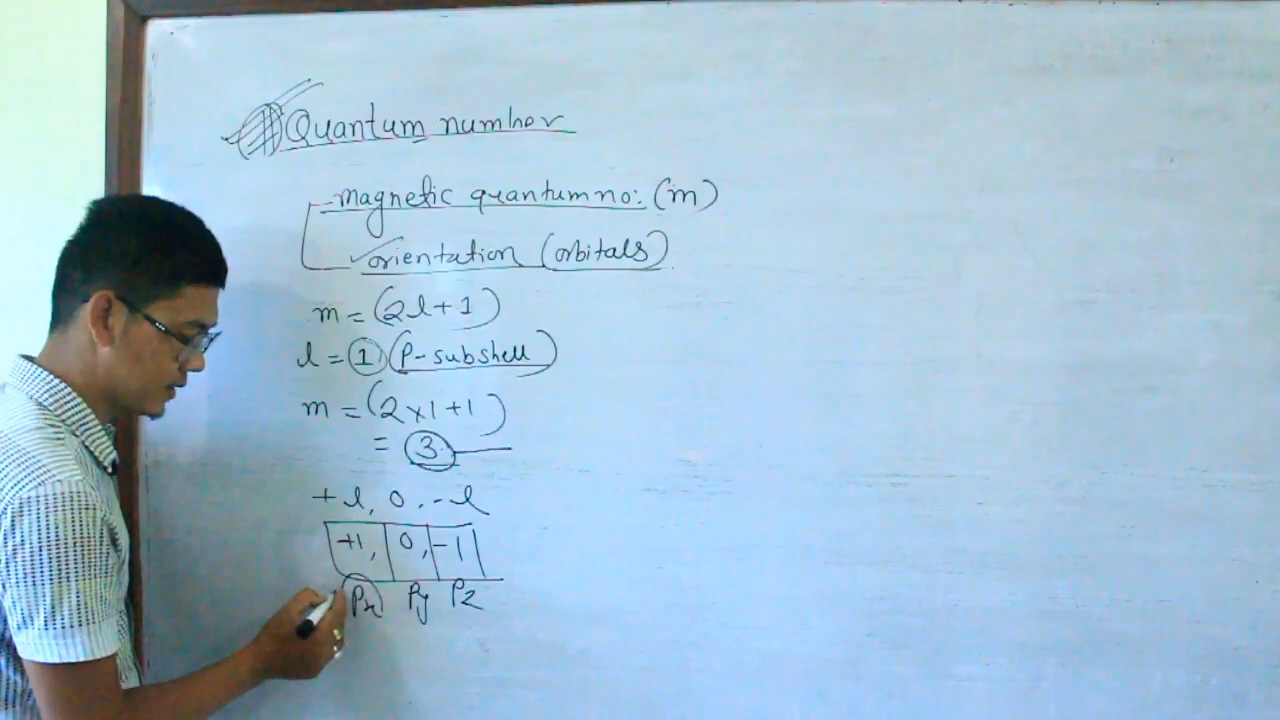 Quantum number
magnetic quantum no: (m)
orientation (orbitals)
m = (2l+1)
l = 1 (P-subshell)
m = (2×1+1)
= 3
+l, 0, -l
+1, 0, -1
Px Py Pz